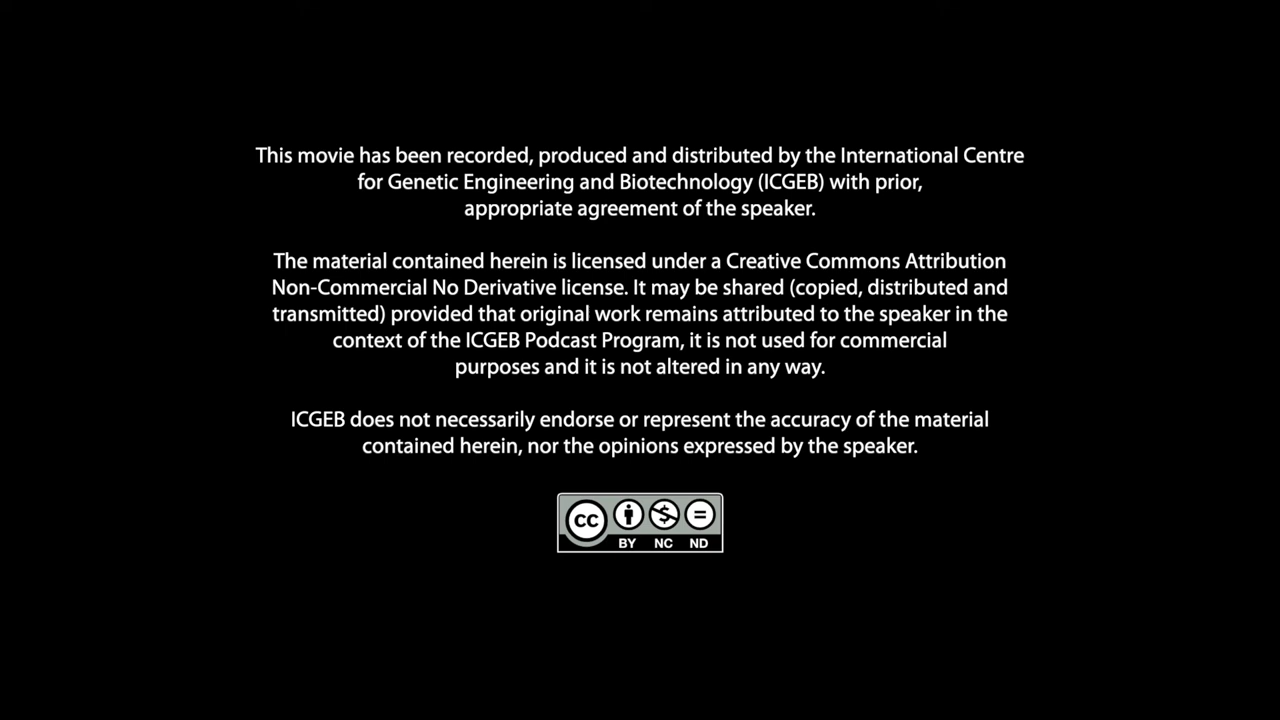 This movie has been recorded, produced and distributed by the International Centre
for Genetic Engineering and Biotechnology (ICGEB) with prior,
appropriate agreement of the speaker.
The material contained herein is licensed under a Creative Commons Attribution
Non-Commercial No Derivative license. It may be shared (copied, distributed and
transmitted) provided that original work remains attributed to the speaker in the
context of the ICGEB Podcast Program, it is not used for commercial
purposes and it is not altered in any way.
ICGEB does not necessarily endorse or represent the accuracy of the material
contained herein, nor the opinions expressed by the speaker.
CC
BY NC ND